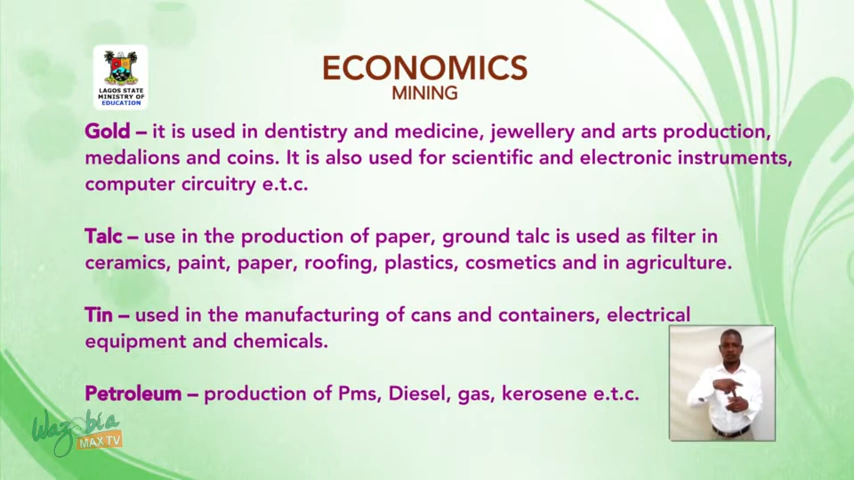 ECONOMICS
MINING
LAGOS STATE
MINISTRY OF
EDUCATION
Gold – it is used in dentistry and medicine, jewellery and arts production,
medalions and coins. It is also used for scientific and electronic instruments,
computer circuitry e.t.c.
Talc – use in the production of paper, ground talc is used as filter in
ceramics, paint, paper, roofing, plastics, cosmetics and in agriculture.
Tin – used in the manufacturing of cans and containers, electrical
equipment and chemicals.
Petroleum – production of Pms, Diesel, gas, kerosene e.t.c.
Wazobia
MAX TV